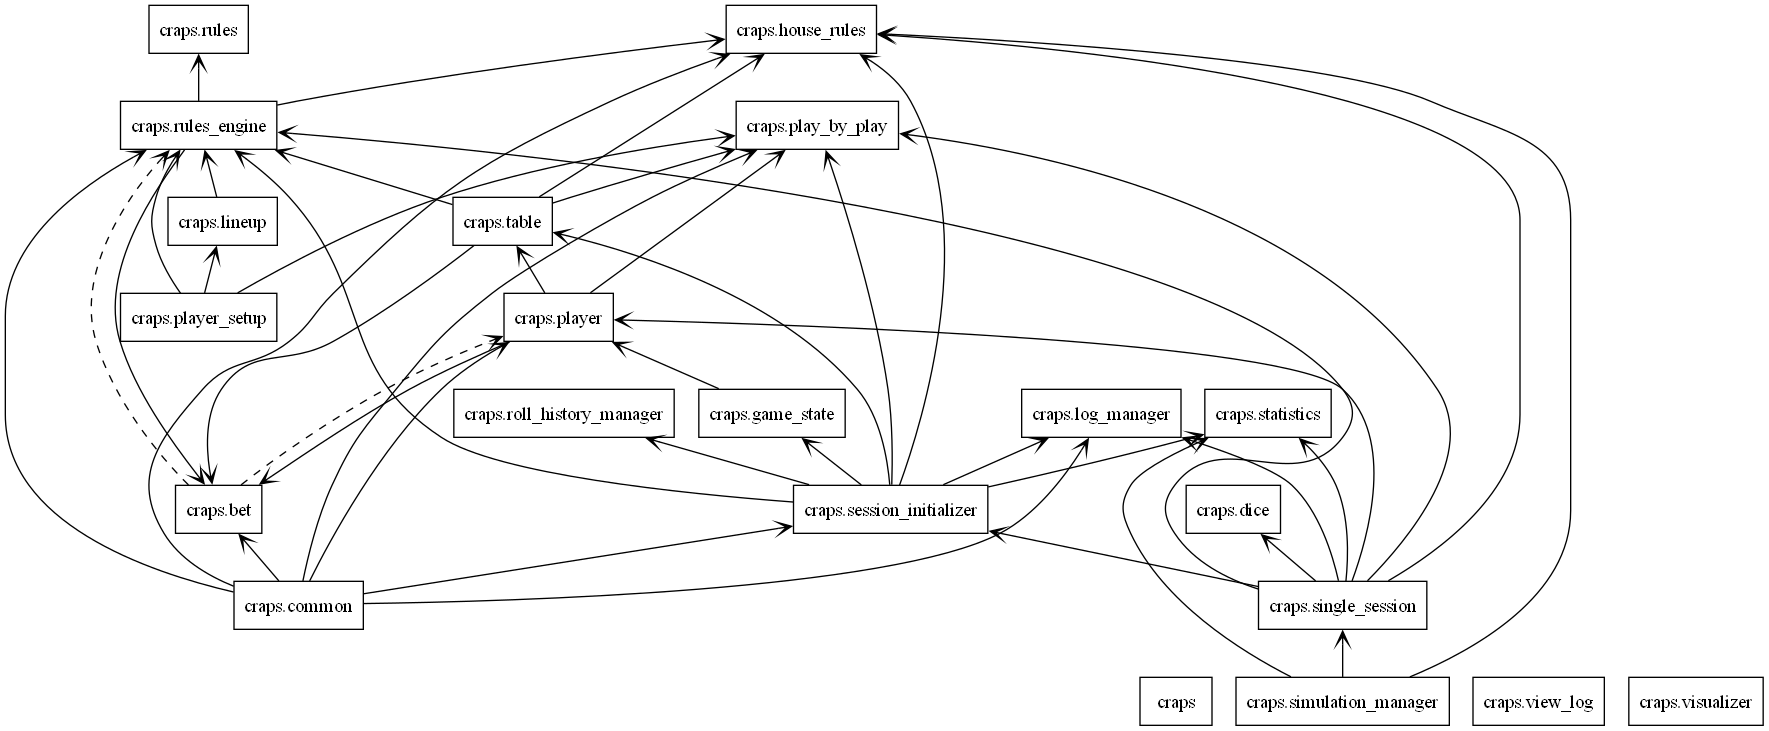 craps.rules
craps.house_rules
craps.rules_engine
craps.play_by_play
craps.lineup
craps.table
craps.player_setup
craps.player
craps.roll_history_manager
craps.game_state
craps.log_manager
craps.statistics
craps.bet
craps.session_initializer
craps.dice
craps.common
craps.single_session
craps
craps.simulation_manager
craps.view_log
craps.visualizer